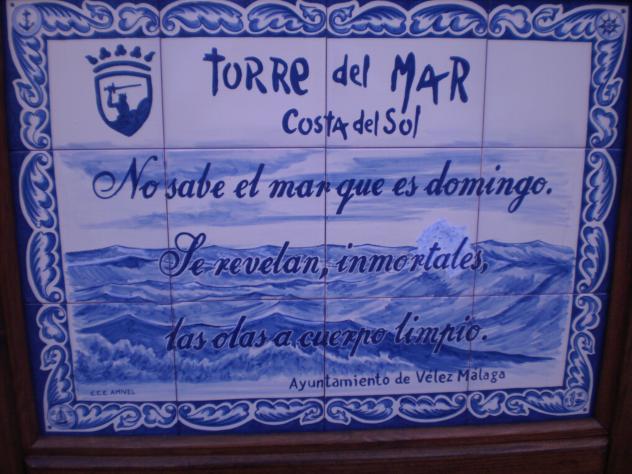 TORRE del MAR
COSTA del SOL
No sabe el mar que es domingo.
Se revelan, inmortales,
las olas a cuerpo limpio.
Ayuntamiento de Vélez Malaga